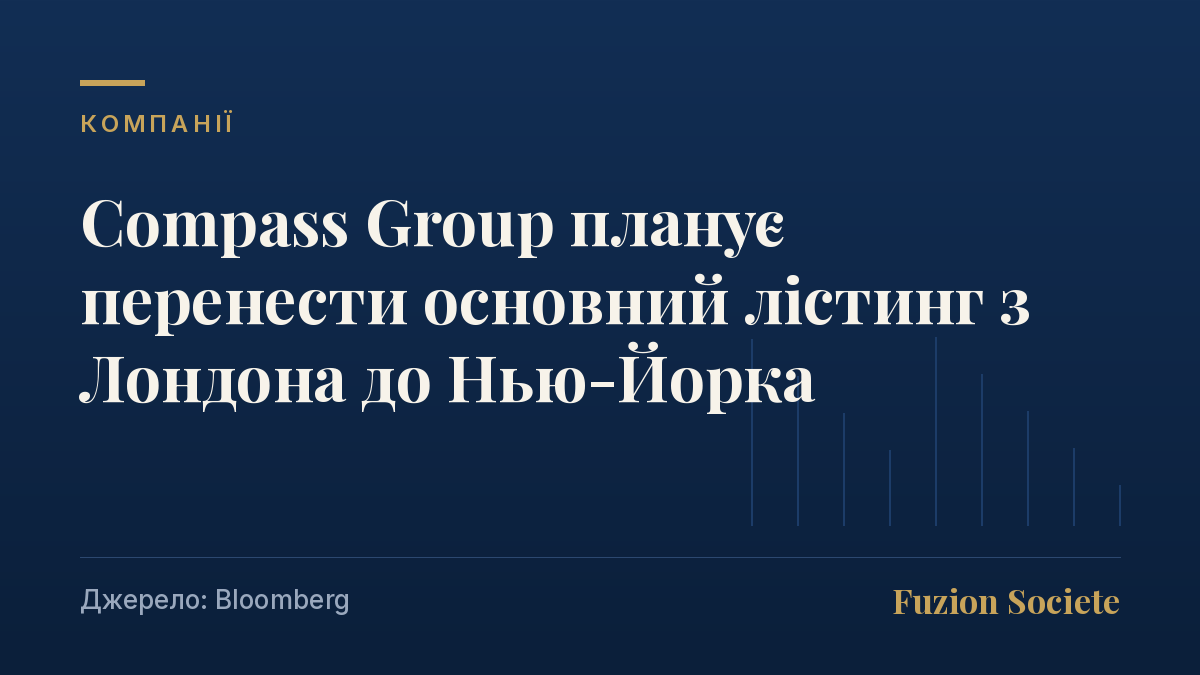 КОМПАНІЇ
Compass Group планує
перенести основний лістинг з
Лондона до Нью-Йорка
Джерело: Bloomberg
Fuzion Societe